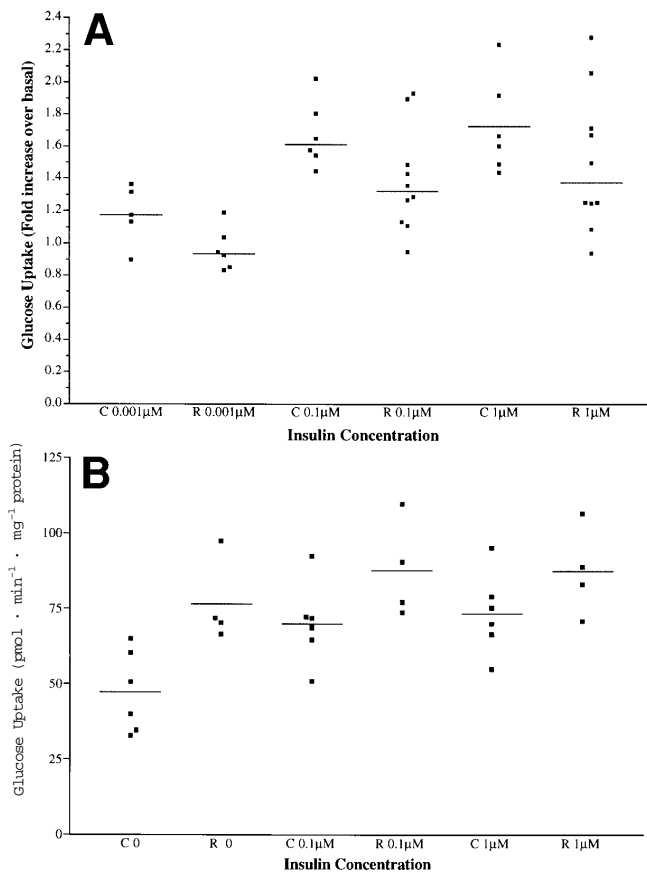 A
Glucose Uptake (Fold increase over basal)
2.4
2.2
2.0
1.8
1.6
1.4
1.2
1.0
0.8
0.6
0.4
0.2
0.0
C 0.001μM R 0.001μM C 0.1μM R 0.1μM C 1μM R 1μM
Insulin Concentration
B
Glucose Uptake (pmol · min⁻¹ · mg⁻¹ protein)
125
100
75
50
25
0
C 0 R 0 C 0.1μM R 0.1μM C 1μM R 1μM
Insulin Concentration